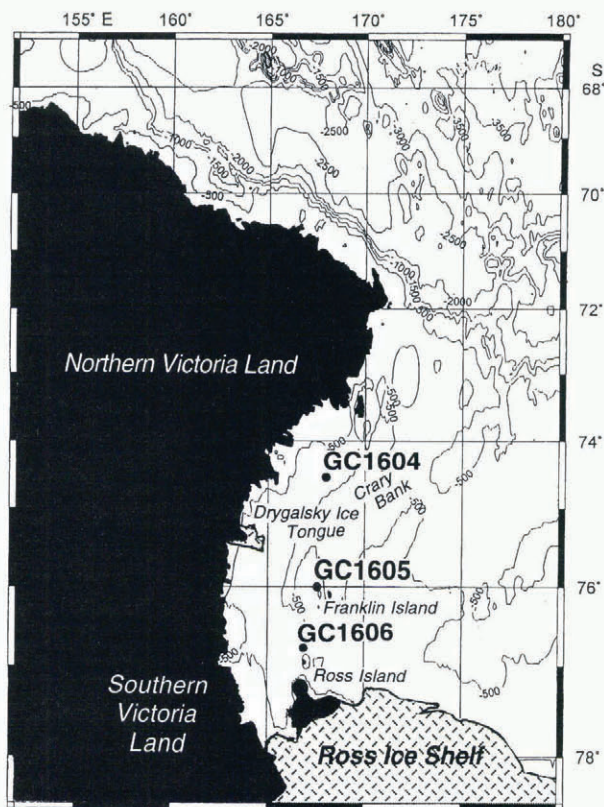 155° E 160° 165° 170° 175° 180°
S
68°
70°
72°
74°
76°
78°
-500
-1000
-1500
-2000
-500
-2000
-2500
-2500
-3000
-3500
-2500
-1000
-1500
-500
-2000
Northern Victoria Land
-500
-500
GC1604
Crary
Bank
-500
Drygalsky Ice
Tongue
GC1605
-500
Franklin Island
-500
GC1606
Ross Island
-500
Southern
Victoria
Land
Ross Ice Shelf